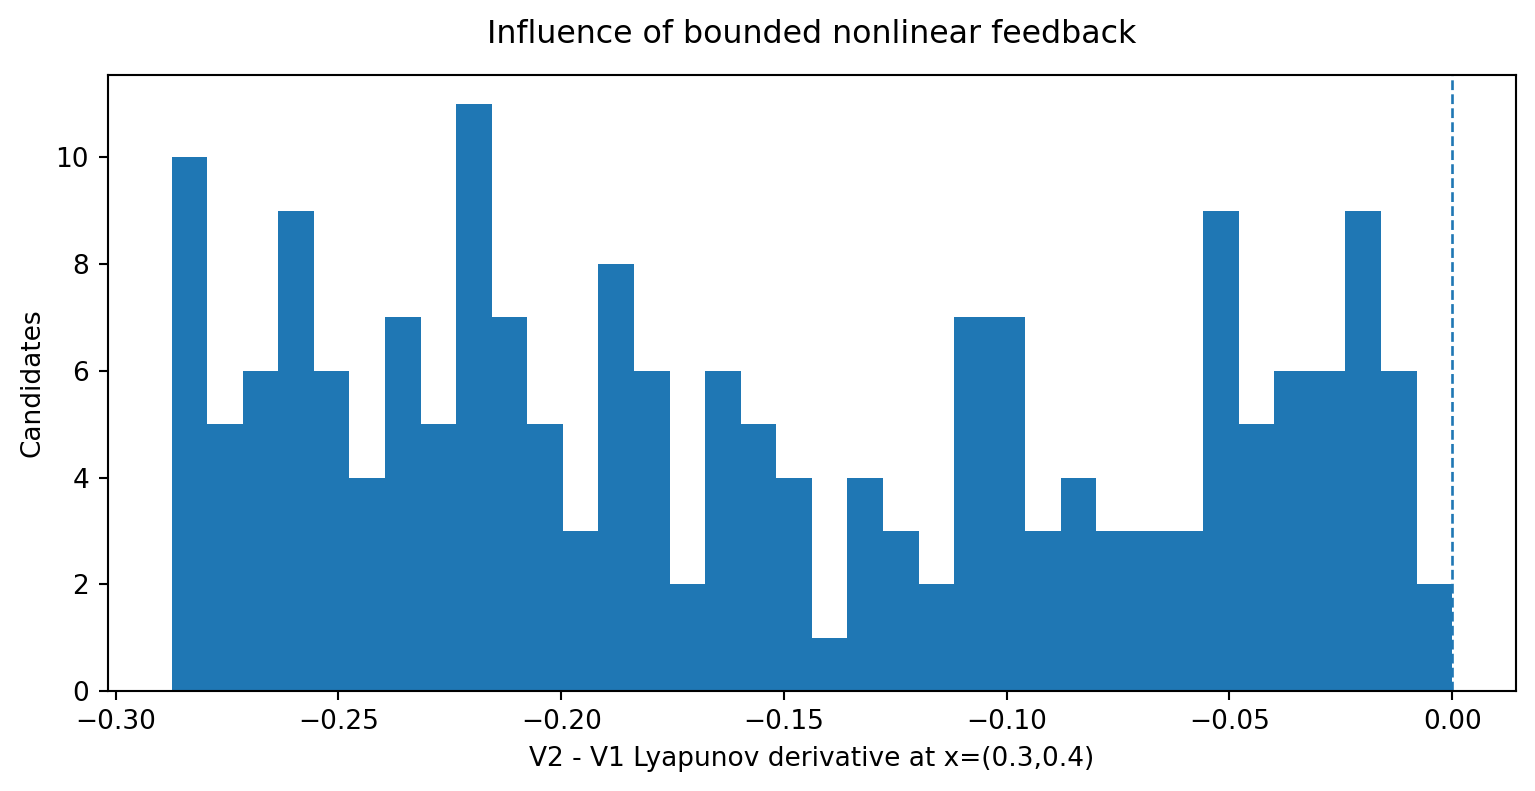 Influence of bounded nonlinear feedback
Candidates
10
8
6
4
2
0
−0.30 −0.25 −0.20 −0.15 −0.10 −0.05 0.00
V2 - V1 Lyapunov derivative at x=(0.3,0.4)